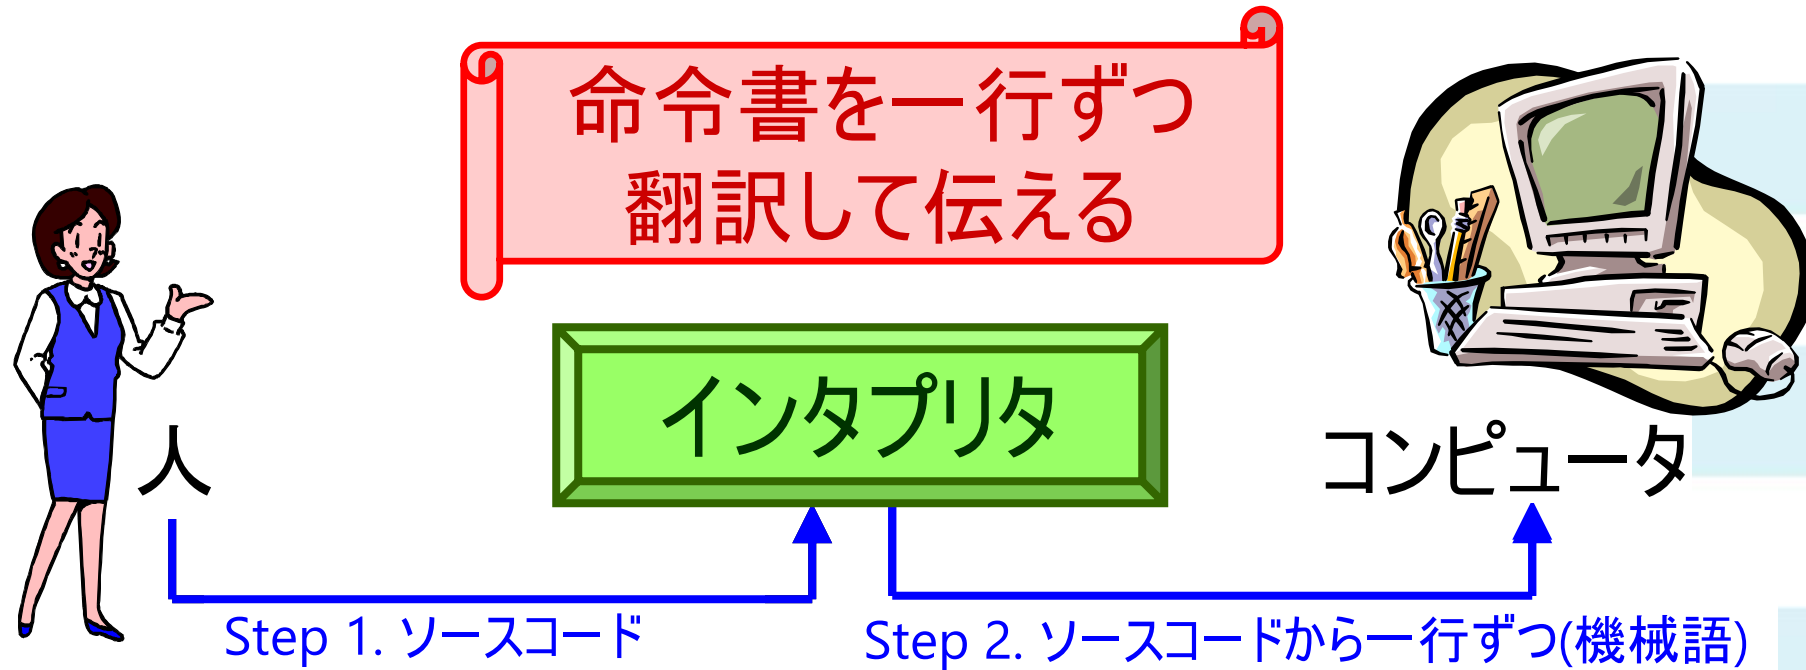 命令書を一行ずつ
翻訳して伝える
インタプリタ
人
コンピュータ
Step 1. ソースコード
Step 2. ソースコードから一行ずつ(機械語)